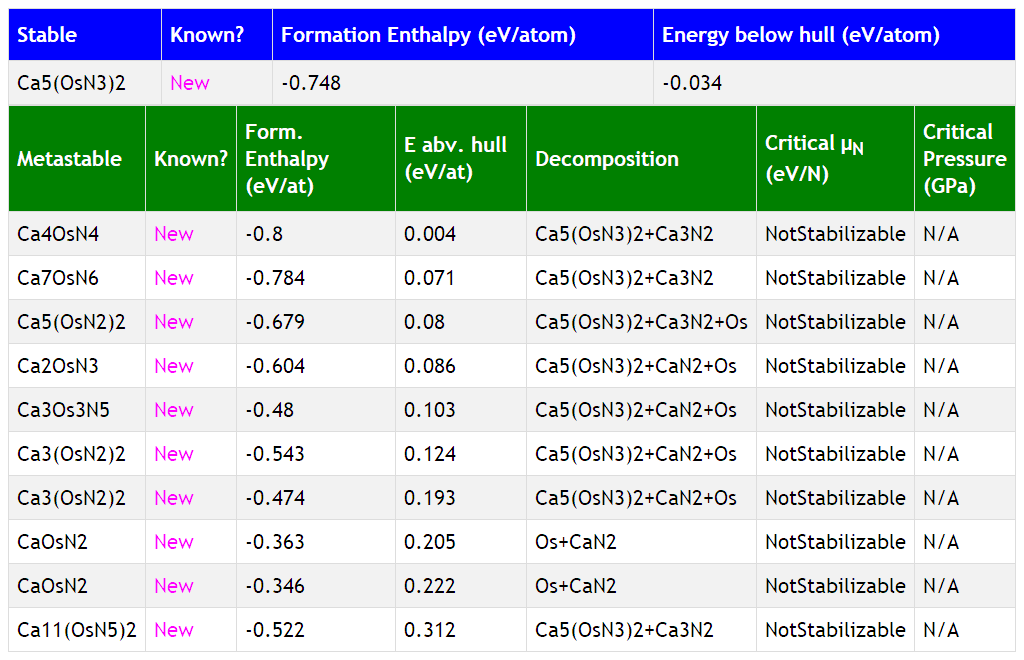 Stable Known? Formation Enthalpy (eV/atom) Energy below hull (eV/atom)
Ca5(OsN3)2 New -0.748 -0.034
Metastable Known? Form. Enthalpy (eV/at) E abv. hull (eV/at) Decomposition Critical μN (eV/N) Critical Pressure (GPa)
Ca4OsN4 New -0.8 0.004 Ca5(OsN3)2+Ca3N2 NotStabilizable N/A
Ca7OsN6 New -0.784 0.071 Ca5(OsN3)2+Ca3N2 NotStabilizable N/A
Ca5(OsN2)2 New -0.679 0.08 Ca5(OsN3)2+Ca3N2+Os NotStabilizable N/A
Ca2OsN3 New -0.604 0.086 Ca5(OsN3)2+CaN2+Os NotStabilizable N/A
Ca3Os3N5 New -0.48 0.103 Ca5(OsN3)2+CaN2+Os NotStabilizable N/A
Ca3(OsN2)2 New -0.543 0.124 Ca5(OsN3)2+CaN2+Os NotStabilizable N/A
Ca3(OsN2)2 New -0.474 0.193 Ca5(OsN3)2+CaN2+Os NotStabilizable N/A
CaOsN2 New -0.363 0.205 Os+CaN2 NotStabilizable N/A
CaOsN2 New -0.346 0.222 Os+CaN2 NotStabilizable N/A
Ca11(OsN5)2 New -0.522 0.312 Ca5(OsN3)2+Ca3N2 NotStabilizable N/A